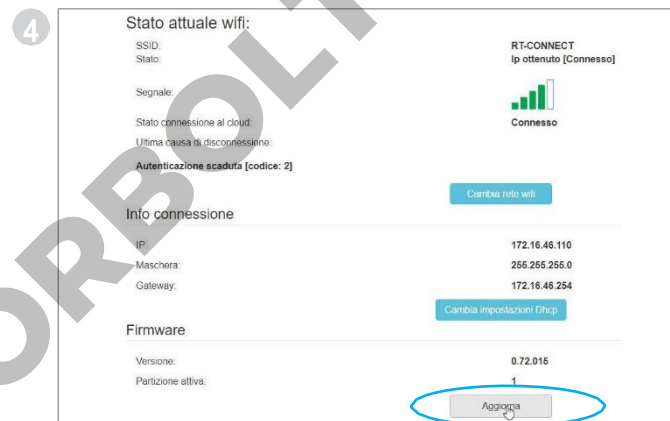 4
Stato attuale wifi:
SSID: RT-CONNECT
Stato: Ip ottenuto [Connesso]
Segnale:
Stato connessione al cloud: Connesso
Ultima causa di disconnessione:
Autenticazione scaduta [codice: 2]
Cambia rete wifi
Info connessione
IP: 172.16.46.110
Maschera: 255.255.255.0
Gateway: 172.16.46.254
Cambia impostazioni Dhcp
Firmware
Versione: 0.72.015
Partizione attiva: 1
Aggiorna
ORBOLT